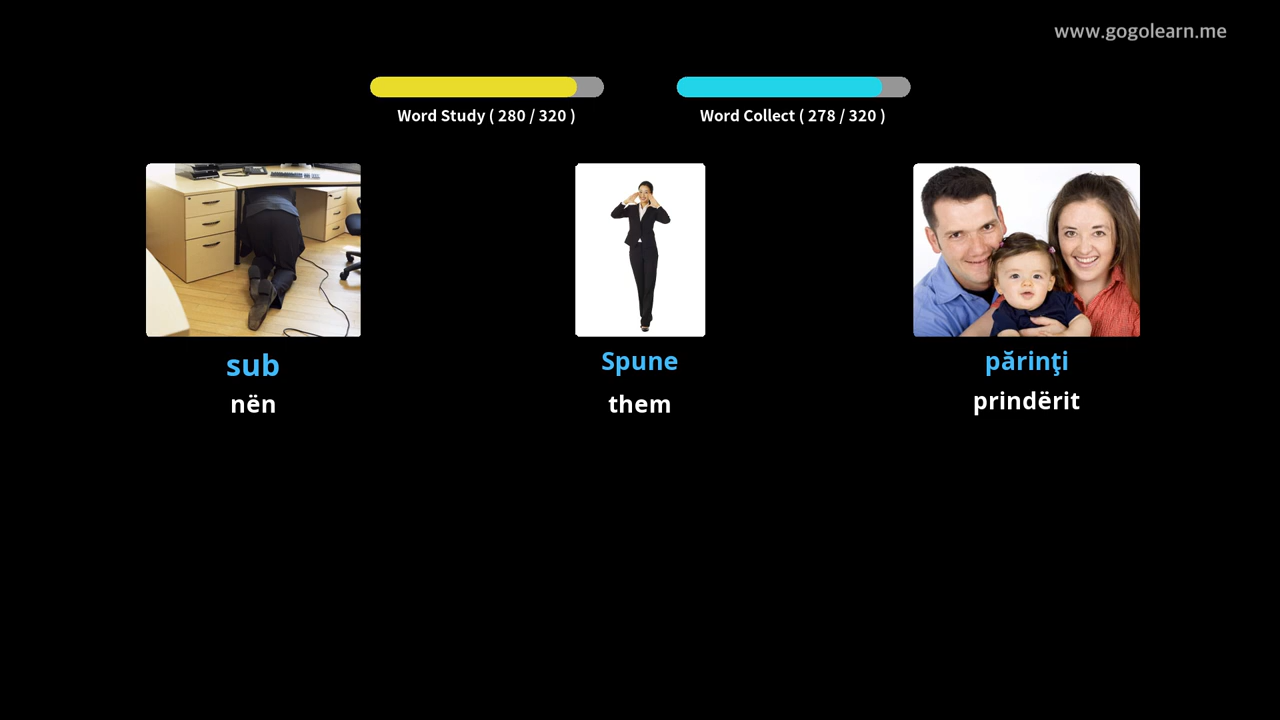 www.gogolearn.me
Word Study ( 280 / 320 )
Word Collect ( 278 / 320 )
sub
nën
Spune
them
părinţi
prindërit